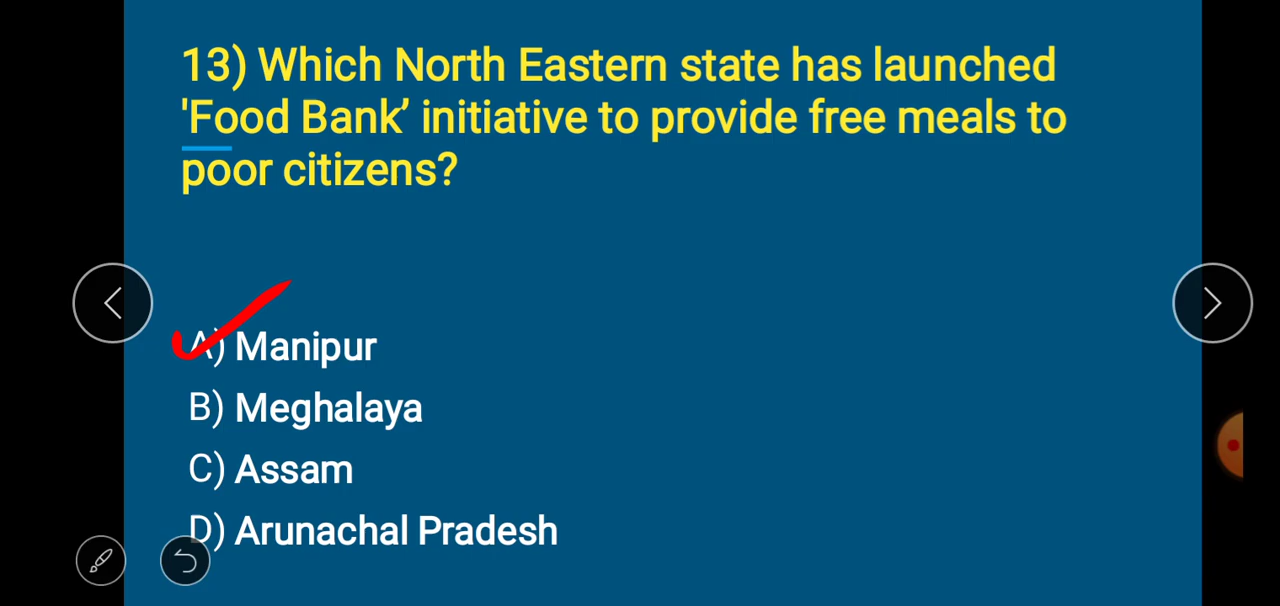 13) Which North Eastern state has launched
'Food Bank’ initiative to provide free meals to
poor citizens?
A) Manipur
B) Meghalaya
C) Assam
D) Arunachal Pradesh